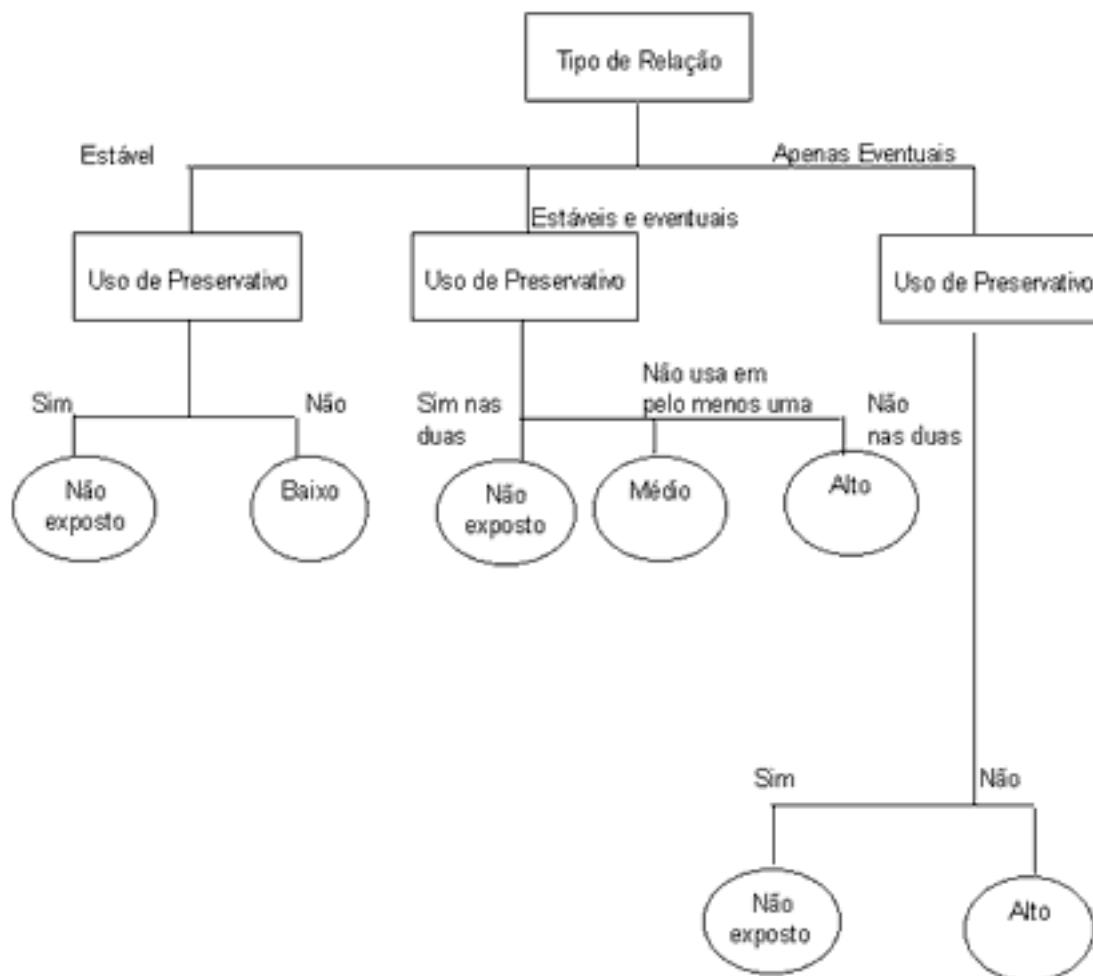 Tipo de Relação
Estável
Apenas Eventuais
Estáveis e eventuais
Uso de Preservativo
Uso de Preservativo
Uso de Preservativo
Sim
Não
Sim nas
duas
Não usa em
pelo menos uma
Não
nas duas
Não
exposto
Baixo
Não
exposto
Médio
Alto
Sim
Não
Não
exposto
Alto